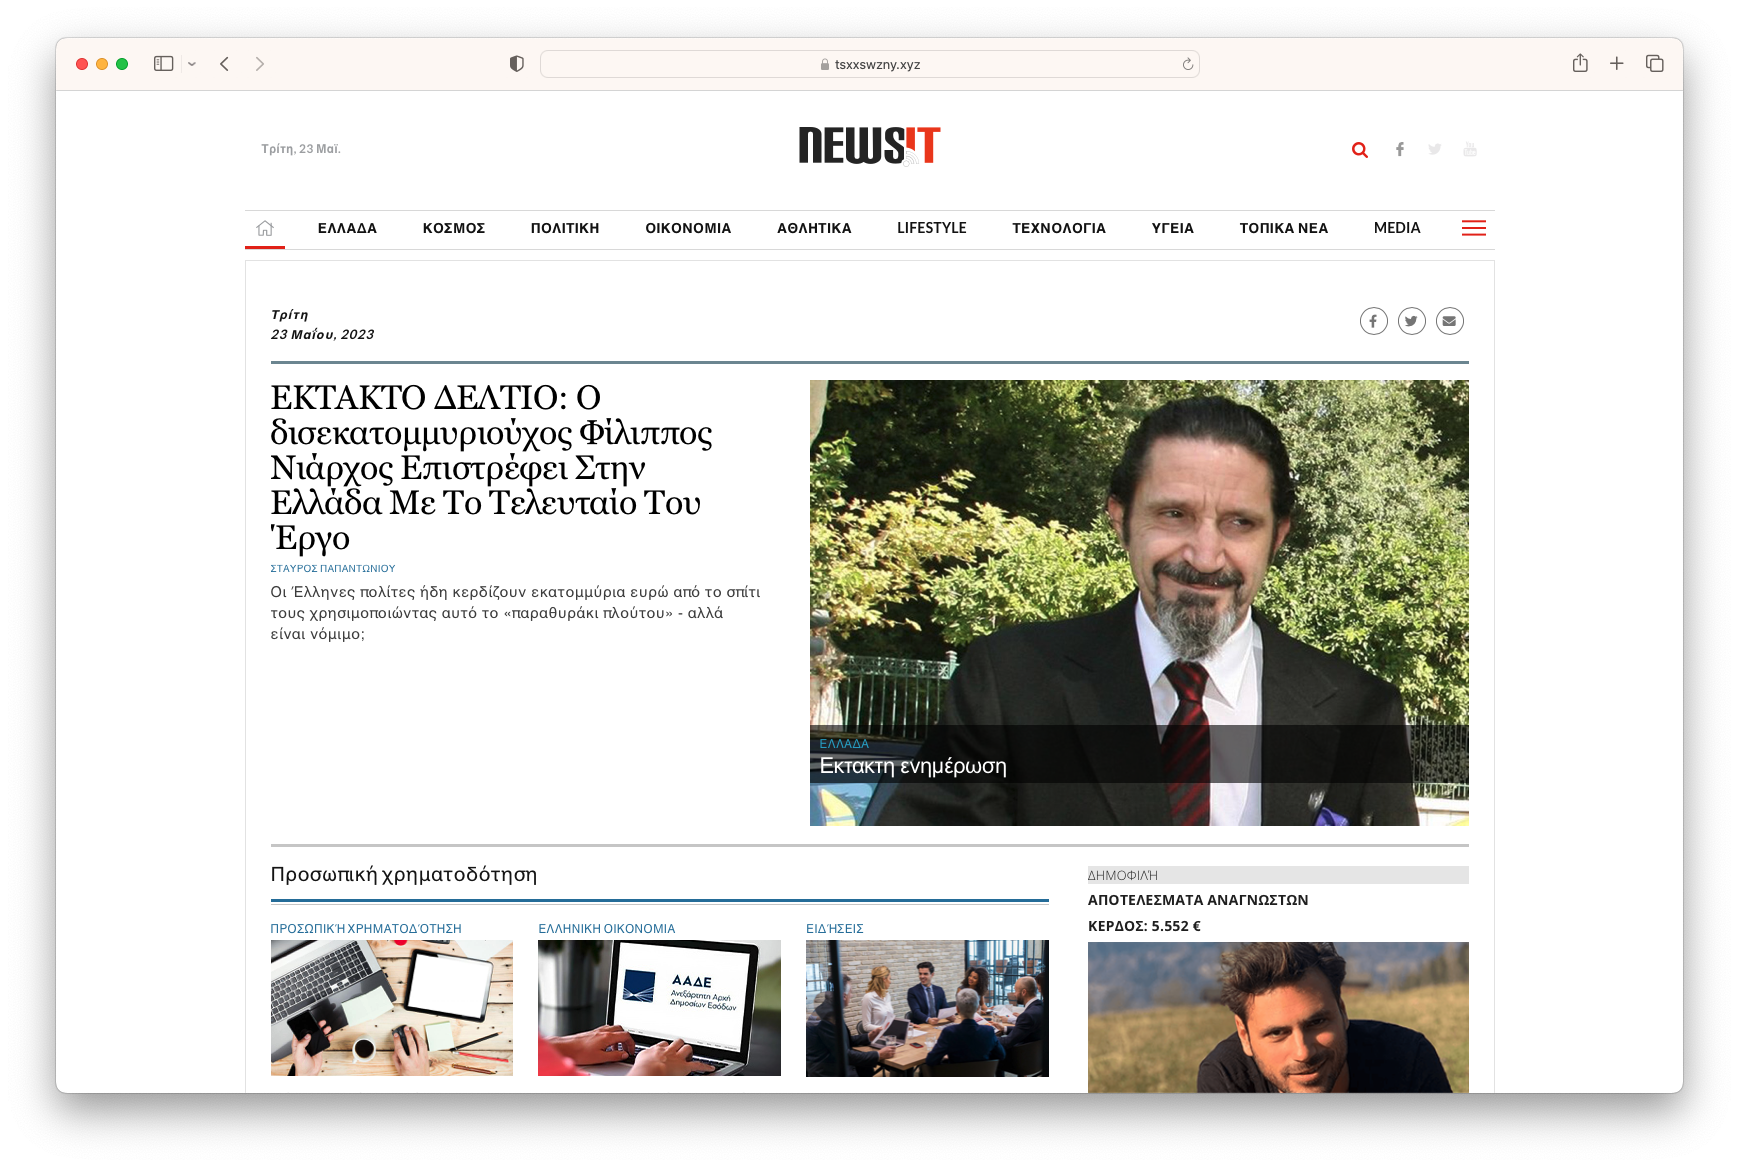 tsxxswzny.xyz
Τρίτη, 23 Μαΐ.
NEWSIT
ΕΛΛΑΔΑ
ΚΟΣΜΟΣ
ΠΟΛΙΤΙΚΗ
ΟΙΚΟΝΟΜΙΑ
ΑΘΛΗΤΙΚΑ
LIFESTYLE
ΤΕΧΝΟΛΟΓΙΑ
ΥΓΕΙΑ
ΤΟΠΙΚΑ ΝΕΑ
MEDIA
Τρίτη
23 Μαΐου, 2023
ΕΚΤΑΚΤΟ ΔΕΛΤΙΟ: Ο
δισεκατομμυριούχος Φίλιππος
Νιάρχος Επιστρέφει Στην
Ελλάδα Με Το Τελευταίο Του
Έργο
ΣΤΑΥΡΟΣ ΠΑΠΑΝΤΩΝΙΟΥ
Οι Έλληνες πολίτες ήδη κερδίζουν εκατομμύρια ευρώ από το σπίτι
τους χρησιμοποιώντας αυτό το «παραθυράκι πλούτου» - αλλά
είναι νόμιμο;
ΕΛΛΑΔΑ
Εκτακτη ενημέρωση
Προσωπική χρηματοδότηση
ΠΡΟΣΩΠΙΚΉ ΧΡΗΜΑΤΟΔΌΤΗΣΗ
ΕΛΛΗΝΙΚΗ ΟΙΚΟΝΟΜΙΑ
ΑΑΔΕ
Ανεξάρτητη Αρχή
Δημοσίων Εσόδων
ΕΙΔΉΣΕΙΣ
ΔΗΜΟΦΙΛΉ
ΑΠΟΤΕΛΕΣΜΑΤΑ ΑΝΑΓΝΩΣΤΩΝ
ΚΕΡΔΟΣ: 5.552 €